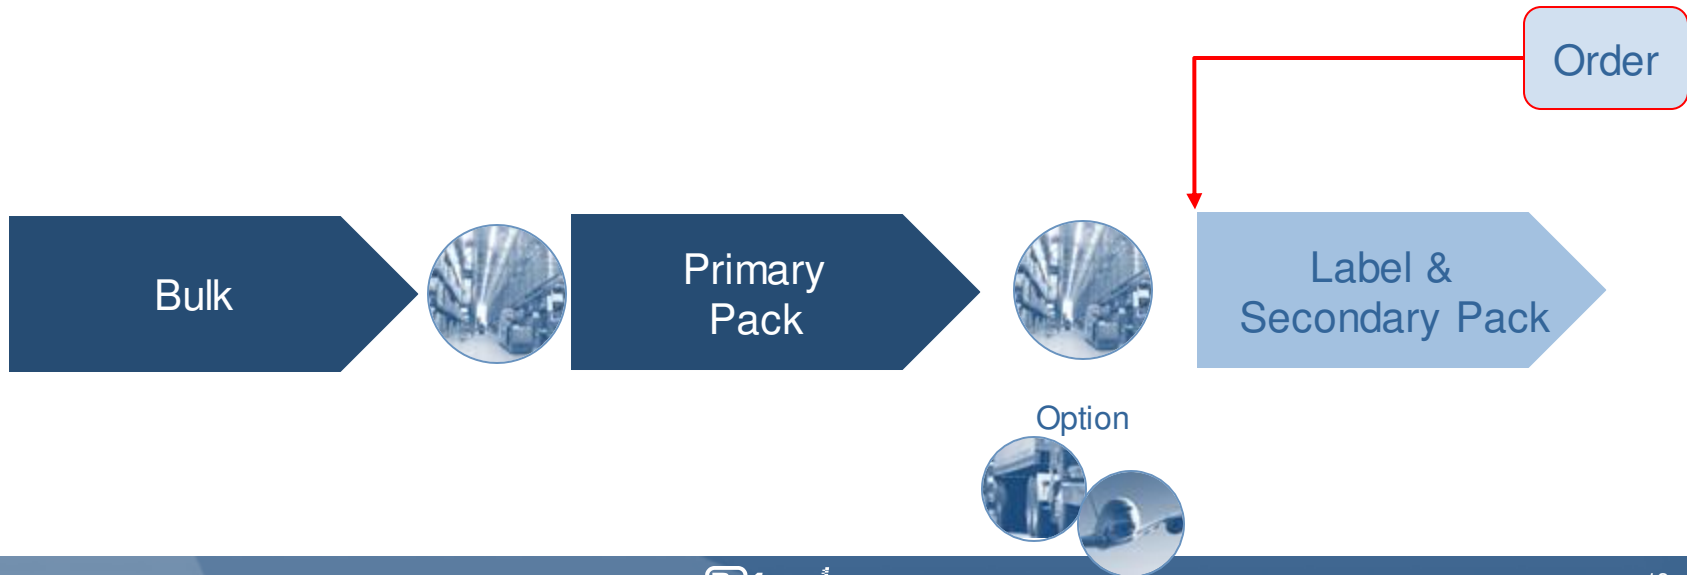 Order
Bulk
Primary
Pack
Label &
Secondary Pack
Option